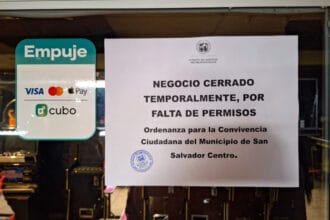 Empuje
VISA
Pay
cubo
NEGOCIO CERRADO
TEMPORALMENTE, POR
FALTA DE PERMISOS
Ordenanza para la Convivencia
Ciudadana del Municipio de San
Salvador Centro.